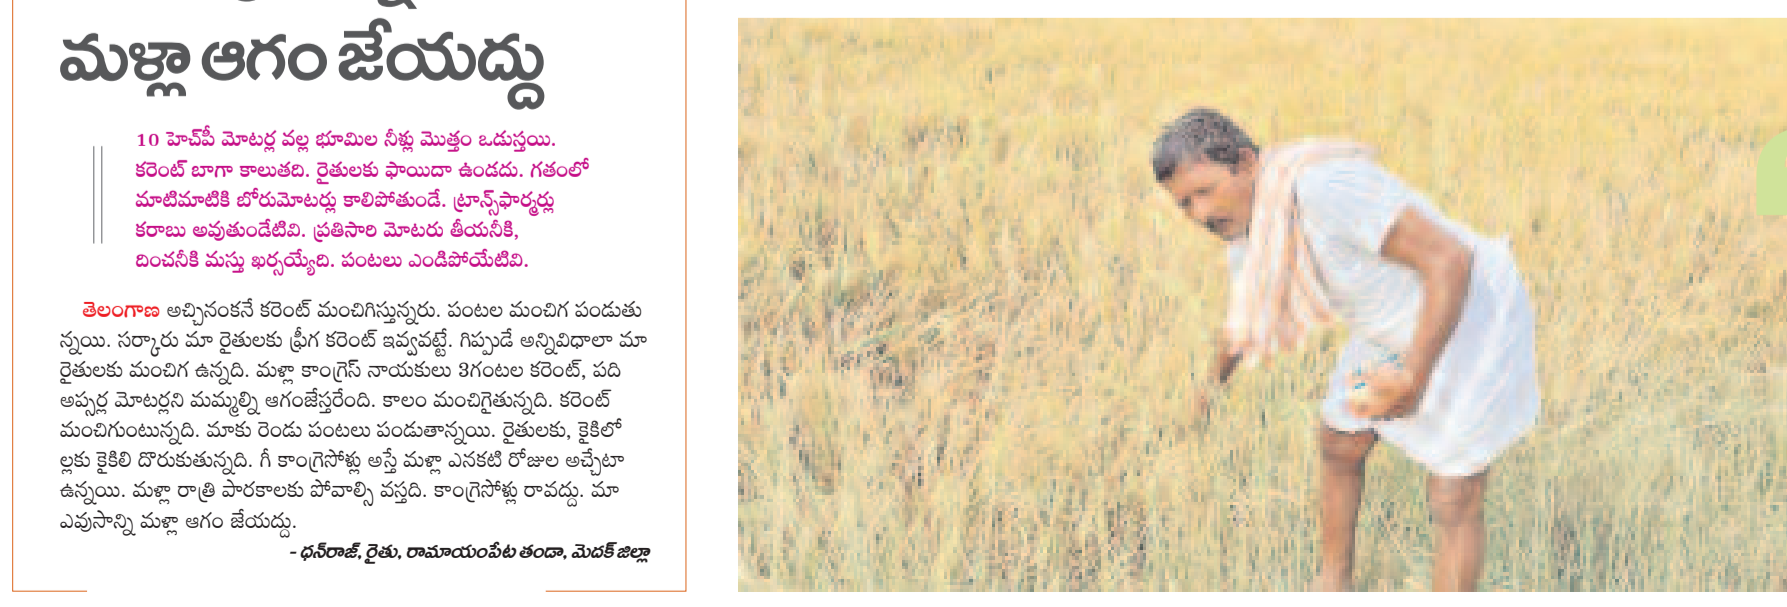 మళ్లా ఆగం జేయద్దు
10 హెచ్‌పీ మోటర్ల వల్ల భూమిల నీళ్లు మొత్తం ఒడుస్తయి.
కరెంట్ బాగా కాలుతది. రైతులకు ఫాయిదా ఉండదు. గతంలో
మాటిమాటికి బోరుమోటర్లు కాలిపోతుండే. ట్రాన్స్‌ఫార్మర్లు
కరాబు అవుతుండేటివి. ప్రతిసారి మోటరు తీయనీకి,
దించనీకి మస్తు ఖర్సయ్యేది. పంటలు ఎండిపోయేటివి.
తెలంగాణ అచ్చినంకనే కరెంట్ మంచిగిస్తున్నరు. పంటల మంచిగ పండుతు
న్నయి. సర్కారు మా రైతులకు ఫ్రీగ కరెంట్ ఇవ్వవట్టే. గిప్పుడే అన్నివిధాలా మా
రైతులకు మంచిగ ఉన్నది. మళ్లా కాంగ్రెస్ నాయకులు 3గంటల కరెంట్, పది
అప్సర్ల మోటర్లని మమ్మల్ని ఆగంజేస్తరేంది. కాలం మంచిగైతున్నది. కరెంట్
మంచిగుంటున్నది. మాకు రెండు పంటలు పండుతాన్నయి. రైతులకు, కైకిలో
ల్లకు కైకిలి దొరుకుతున్నది. గీ కాంగ్రెసోళ్లు అస్తే మళ్లా ఎనకటి రోజుల అచ్చేటా
ఉన్నయి. మళ్లా రాత్రి పారకాలకు పోవాల్సి వస్తది. కాంగ్రెసోళ్లు రావద్దు. మా
ఎవుసాన్ని మళ్లా ఆగం జేయద్దు.
- ధన్‌రాజ్, రైతు, రామాయంపేట తండా, మెదక్ జిల్లా